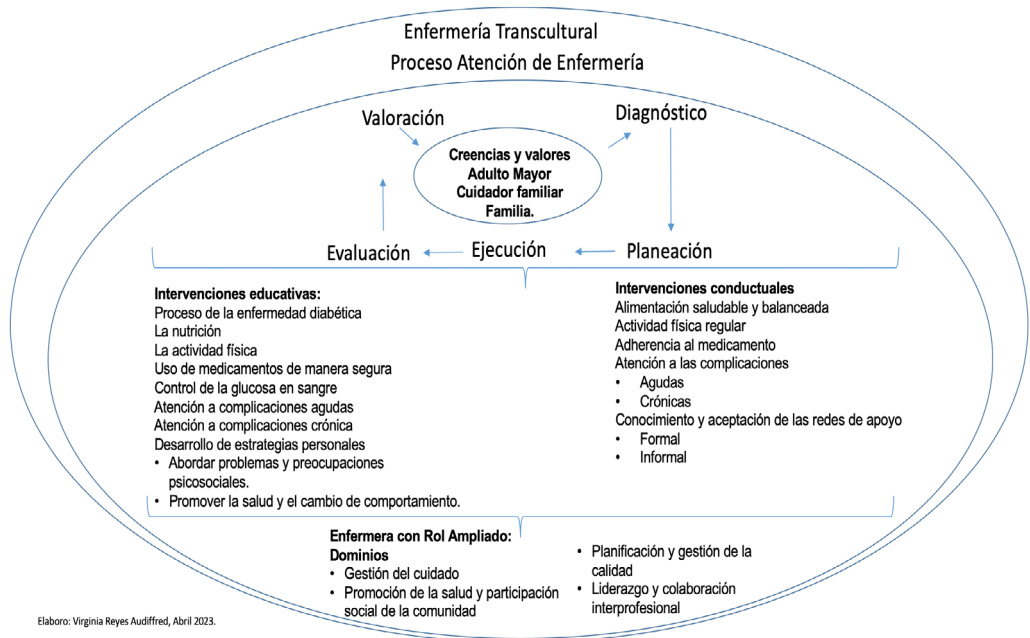 Enfermería Transcultural
Proceso Atención de Enfermería
Valoración
Diagnóstico
Creencias y valores
Adulto Mayor
Cuidador familiar
Familia.
Evaluación
Ejecución
Planeación
Intervenciones educativas:
Proceso de la enfermedad diabética
La nutrición
La actividad física
Uso de medicamentos de manera segura
Control de la glucosa en sangre
Atención a complicaciones agudas
Atención a complicaciones crónica
Desarrollo de estrategias personales
• Abordar problemas y preocupaciones
psicosociales.
• Promover la salud y el cambio de comportamiento.
Intervenciones conductuales
Alimentación saludable y balanceada
Actividad física regular
Adherencia al medicamento
Atención a las complicaciones
• Agudas
• Crónicas
Conocimiento y aceptación de las redes de apoyo
• Formal
• Informal
Enfermera con Rol Ampliado:
Dominios
• Gestión del cuidado
• Promoción de la salud y participación
social de la comunidad
• Planificación y gestión de la
calidad
• Liderazgo y colaboración
interprofesional
Elaboro: Virginia Reyes Audiffred, Abril 2023.